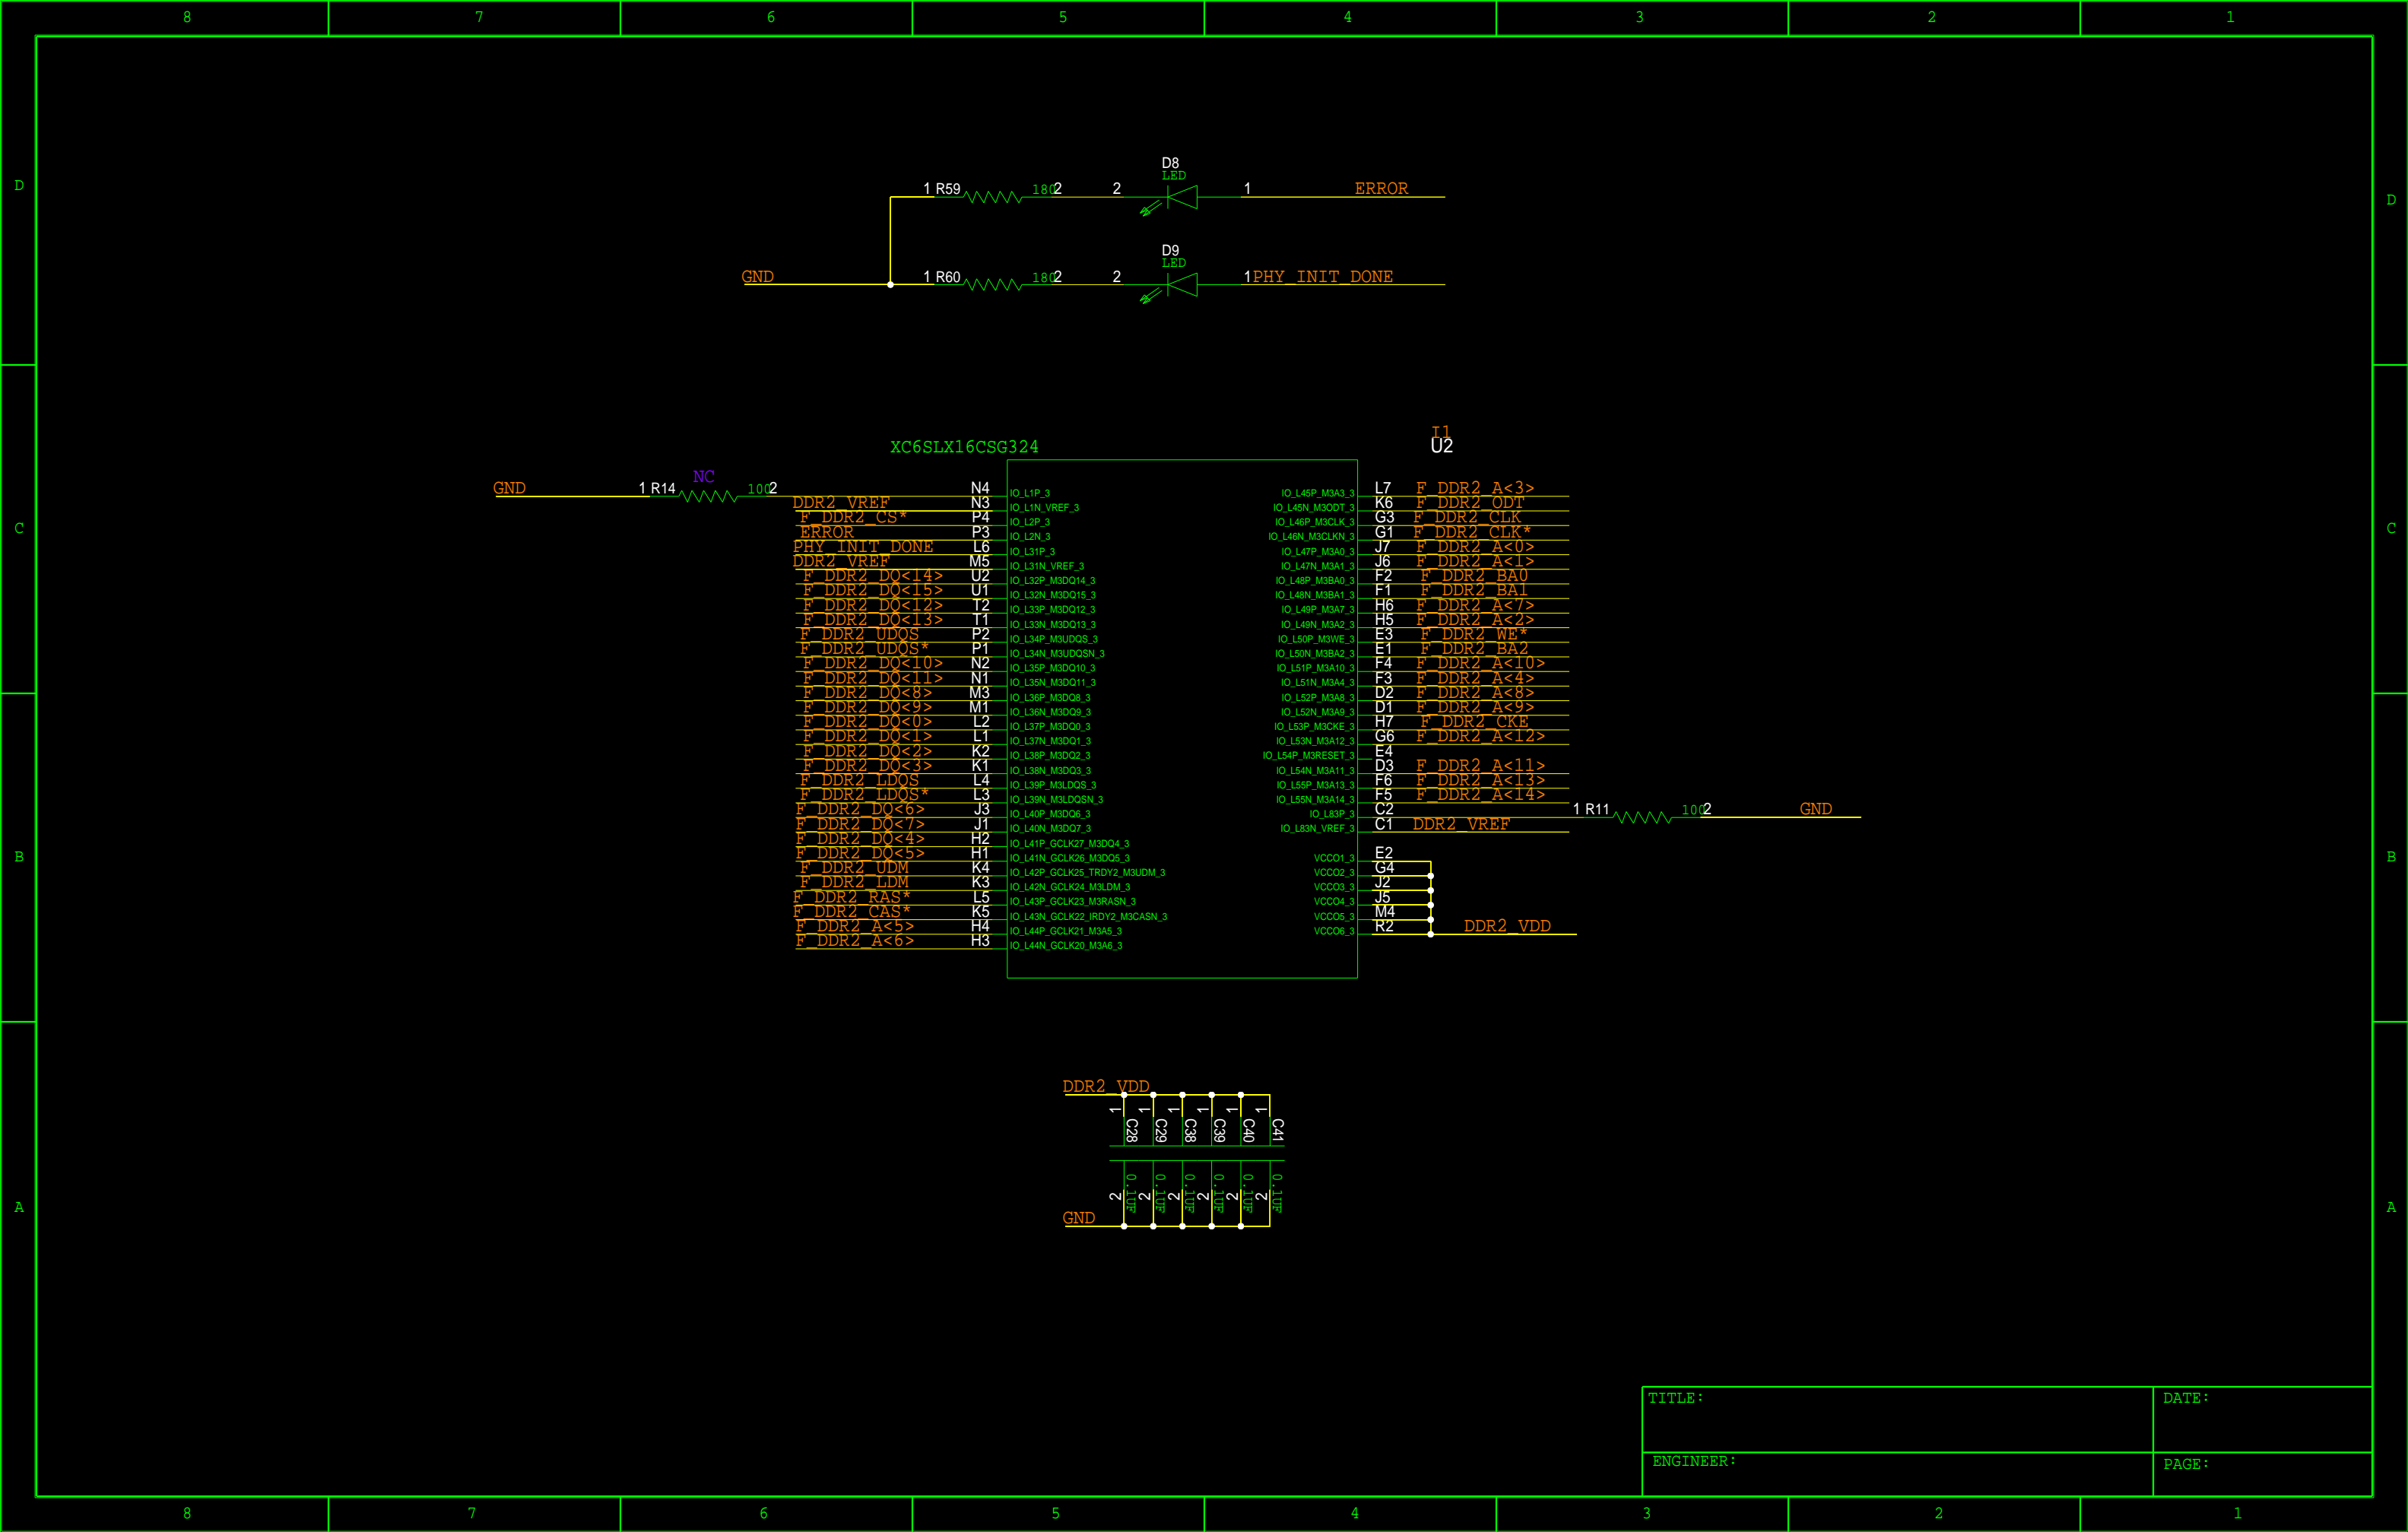 8 7 6 5 4 3 2 1
D8
LED
1 R59 180 2 2 1 ERROR
D D
D9
LED
GND 1 R60 180 2 2 1 PHY_INIT_DONE
I1
XC6SLX16CSG324 U2
NC
GND 1 R14 100 2 N4 IO_L1P_3 IO_L45P_M3A3_3 L7 F_DDR2_A<3>
DDR2_VREF N3 IO_L1N_VREF_3 IO_L45N_M3ODT_3 K6 F_DDR2_ODT
F_DDR2_CS* P4 IO_L2P_3 IO_L46P_M3CLK_3 G3 F_DDR2_CLK
C C
ERROR P3 IO_L2N_3 IO_L46N_M3CLKN_3 G1 F_DDR2_CLK*
PHY_INIT_DONE L6 IO_L31P_3 IO_L47P_M3A0_3 J7 F_DDR2_A<0>
DDR2_VREF M5 IO_L31N_VREF_3 IO_L47N_M3A1_3 J6 F_DDR2_A<1>
F_DDR2_DQ<14> U2 IO_L32P_M3DQ14_3 IO_L48P_M3BA0_3 F2 F_DDR2_BA0
F_DDR2_DQ<15> U1 IO_L32N_M3DQ15_3 IO_L48N_M3BA1_3 F1 F_DDR2_BA1
F_DDR2_DQ<12> T2 IO_L33P_M3DQ12_3 IO_L49P_M3A7_3 H6 F_DDR2_A<7>
F_DDR2_DQ<13> T1 IO_L33N_M3DQ13_3 IO_L49N_M3A2_3 H5 F_DDR2_A<2>
F_DDR2_UDQS P2 IO_L34P_M3UDQS_3 IO_L50P_M3WE_3 E3 F_DDR2_WE*
F_DDR2_UDQS* P1 IO_L34N_M3UDQSN_3 IO_L50N_M3BA2_3 E1 F_DDR2_BA2
F_DDR2_DQ<10> N2 IO_L35P_M3DQ10_3 IO_L51P_M3A10_3 F4 F_DDR2_A<10>
F_DDR2_DQ<11> N1 IO_L35N_M3DQ11_3 IO_L51N_M3A4_3 F3 F_DDR2_A<4>
F_DDR2_DQ<8> M3 IO_L36P_M3DQ8_3 IO_L52P_M3A8_3 D2 F_DDR2_A<8>
F_DDR2_DQ<9> M1 IO_L36N_M3DQ9_3 IO_L52N_M3A9_3 D1 F_DDR2_A<9>
F_DDR2_DQ<0> L2 IO_L37P_M3DQ0_3 IO_L53P_M3CKE_3 H7 F_DDR2_CKE
F_DDR2_DQ<1> L1 IO_L37N_M3DQ1_3 IO_L53N_M3A12_3 G6 F_DDR2_A<12>
F_DDR2_DQ<2> K2 IO_L38P_M3DQ2_3 IO_L54P_M3RESET_3 E4
F_DDR2_DQ<3> K1 IO_L38N_M3DQ3_3 IO_L54N_M3A11_3 D3 F_DDR2_A<11>
F_DDR2_LDQS L4 IO_L39P_M3LDQS_3 IO_L55P_M3A13_3 F6 F_DDR2_A<13>
F_DDR2_LDQS* L3 IO_L39N_M3LDQSN_3 IO_L55N_M3A14_3 F5 F_DDR2_A<14>
F_DDR2_DQ<6> J3 IO_L40P_M3DQ6_3 IO_L83P_3 C2 1 R11 100 2 GND
F_DDR2_DQ<7> J1 IO_L40N_M3DQ7_3 IO_L83N_VREF_3 C1 DDR2_VREF
F_DDR2_DQ<4> H2 IO_L41P_GCLK27_M3DQ4_3
B B
F_DDR2_DQ<5> H1 IO_L41N_GCLK26_M3DQ5_3 VCCO1_3 E2
F_DDR2_UDM K4 IO_L42P_GCLK25_TRDY2_M3UDM_3 VCCO2_3 G4
F_DDR2_LDM K3 IO_L42N_GCLK24_M3LDM_3 VCCO3_3 J2
F_DDR2_RAS* L5 IO_L43P_GCLK23_M3RASN_3 VCCO4_3 J5
F_DDR2_CAS* K5 IO_L43N_GCLK22_IRDY2_M3CASN_3 VCCO5_3 M4
F_DDR2_A<5> H4 IO_L44P_GCLK21_M3A5_3 VCCO6_3 R2 DDR2_VDD
F_DDR2_A<6> H3 IO_L44N_GCLK20_M3A6_3
DDR2_VDD
1 1 1 1 1 1
C28 C29 C38 C39 C40 C41
0.1UF 0.1UF 0.1UF 0.1UF 0.1UF 0.1UF
2 2 2 2 2 2
A A
GND
TITLE: DATE:
ENGINEER: PAGE:
8 7 6 5 4 3 2 1